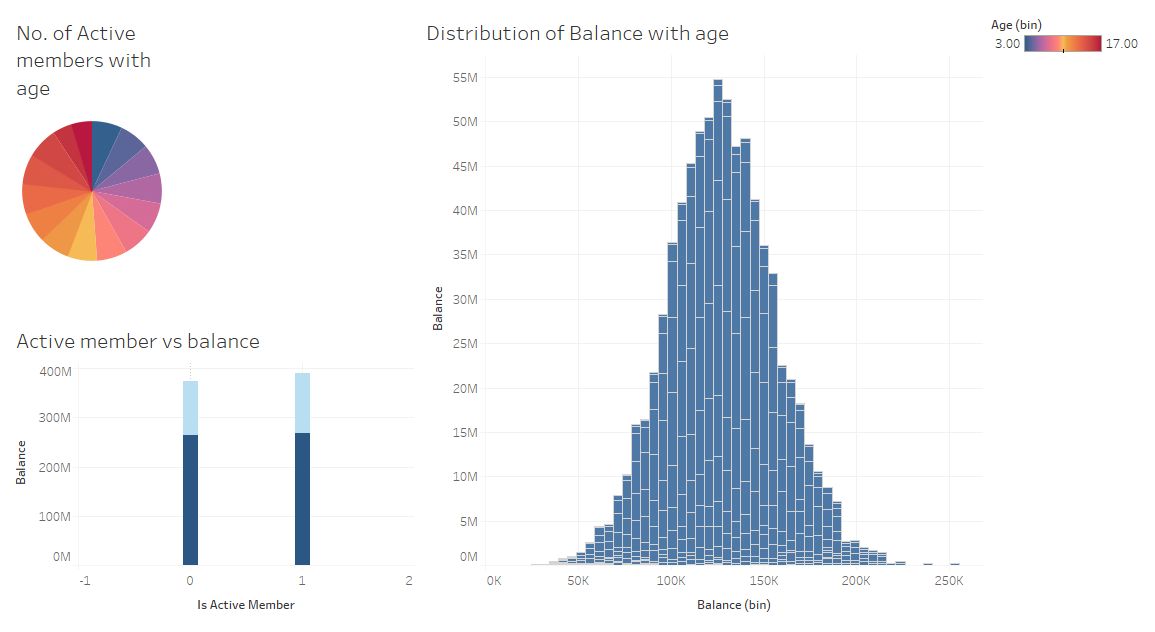 No. of Active
members with
age
Distribution of Balance with age
Age (bin)
3.00 17.00
55M
50M
45M
40M
35M
30M
25M
20M
15M
10M
5M
0M
Balance
0K 50K 100K 150K 200K 250K
Balance (bin)
Active member vs balance
400M
300M
200M
100M
0M
Balance
-1 0 1 2
Is Active Member